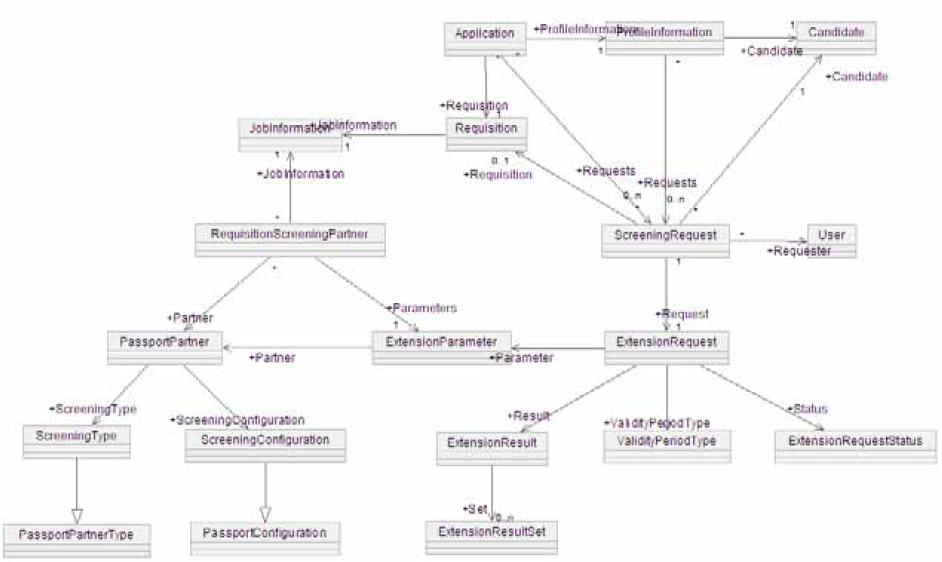 Application
+ProfileInformation
1
ProfileInformation
1
Candidate
+Candidate
*
*
+Candidate
1
+Requisition
1
JobInformation
+JobInformation
1
1
Requisition
0..1
+Requisition
+Requests
0..n
*
+Requests
0..n
*
+JobInformation
*
RequisitionScreeningPartner
ScreeningRequest
*
User
+Requester
1
*
+Partner
+Parameters
1
+Request
1
PassportPartner
+Partner
ExtensionParameter
+Parameter
ExtensionRequest
+ScreeningType
+ScreeningConfiguration
+Result
+ValidityPeriodType
+Status
ScreeningType
ScreeningConfiguration
ExtensionResult
ValidityPeriodType
ExtensionRequestStatus
+Set
0..n
PassportPartnerType
PassportConfiguration
ExtensionResultSet